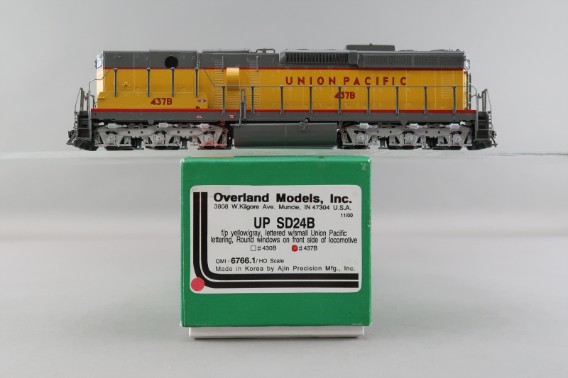 UNION PACIFIC
437B
437B
Overland Models, Inc.
3808 W. Kilgore Ave. Muncie, IN 47304 U.S.A.
11/00
UP SD24B
f/p yellow/gray, lettered w/small Union Pacific
lettering, Round windows on front side of locomotive
# 430B # 437B
OMI - 6766.1 / HO Scale
Made in Korea by Ajin Precision Mfg., Inc.